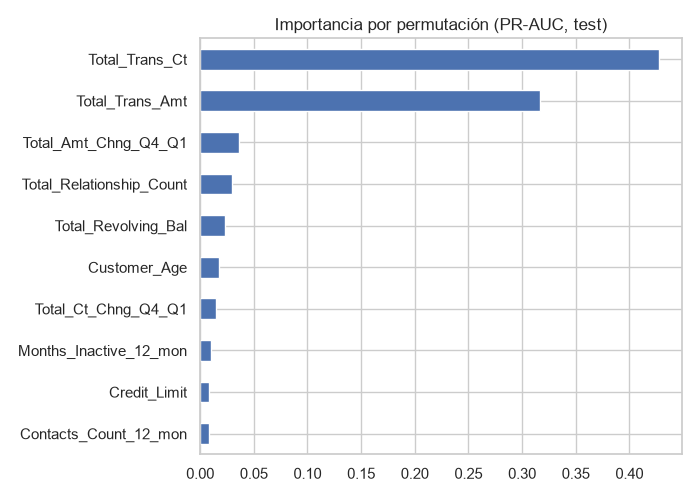 Importancia por permutación (PR-AUC, test)
Total_Trans_Ct
Total_Trans_Amt
Total_Amt_Chng_Q4_Q1
Total_Relationship_Count
Total_Revolving_Bal
Customer_Age
Total_Ct_Chng_Q4_Q1
Months_Inactive_12_mon
Credit_Limit
Contacts_Count_12_mon
0.00 0.05 0.10 0.15 0.20 0.25 0.30 0.35 0.40